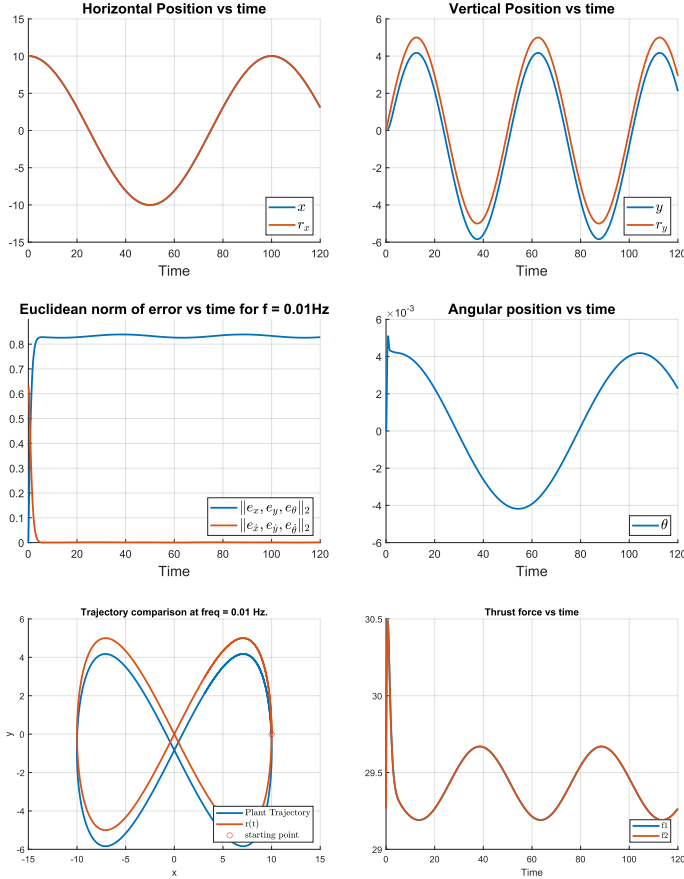 Horizontal Position vs time
15
10
5
0
-5
-10
-15
0 20 40 60 80 100 120
Time
x
r_x
Vertical Position vs time
6
4
2
0
-2
-4
-6
0 20 40 60 80 100 120
Time
y
r_y
Euclidean norm of error vs time for f = 0.01Hz
0.8
0.7
0.6
0.5
0.4
0.3
0.2
0.1
0
0 20 40 60 80 100 120
Time
‖e_x, e_y, e_θ‖_2
‖e_ẋ, e_ẏ, e_θ̇‖_2
Angular position vs time
×10^-3
6
4
2
0
-2
-4
-6
0 20 40 60 80 100 120
Time
θ
Trajectory comparison at freq = 0.01 Hz.
6
4
2
0
-2
-4
-6
y
-15 -10 -5 0 5 10 15
x
Plant Trajectory
r(t)
starting point
Thrust force vs time
30.5
30
29.5
29
0 20 40 60 80 100 120
Time
f1
f2